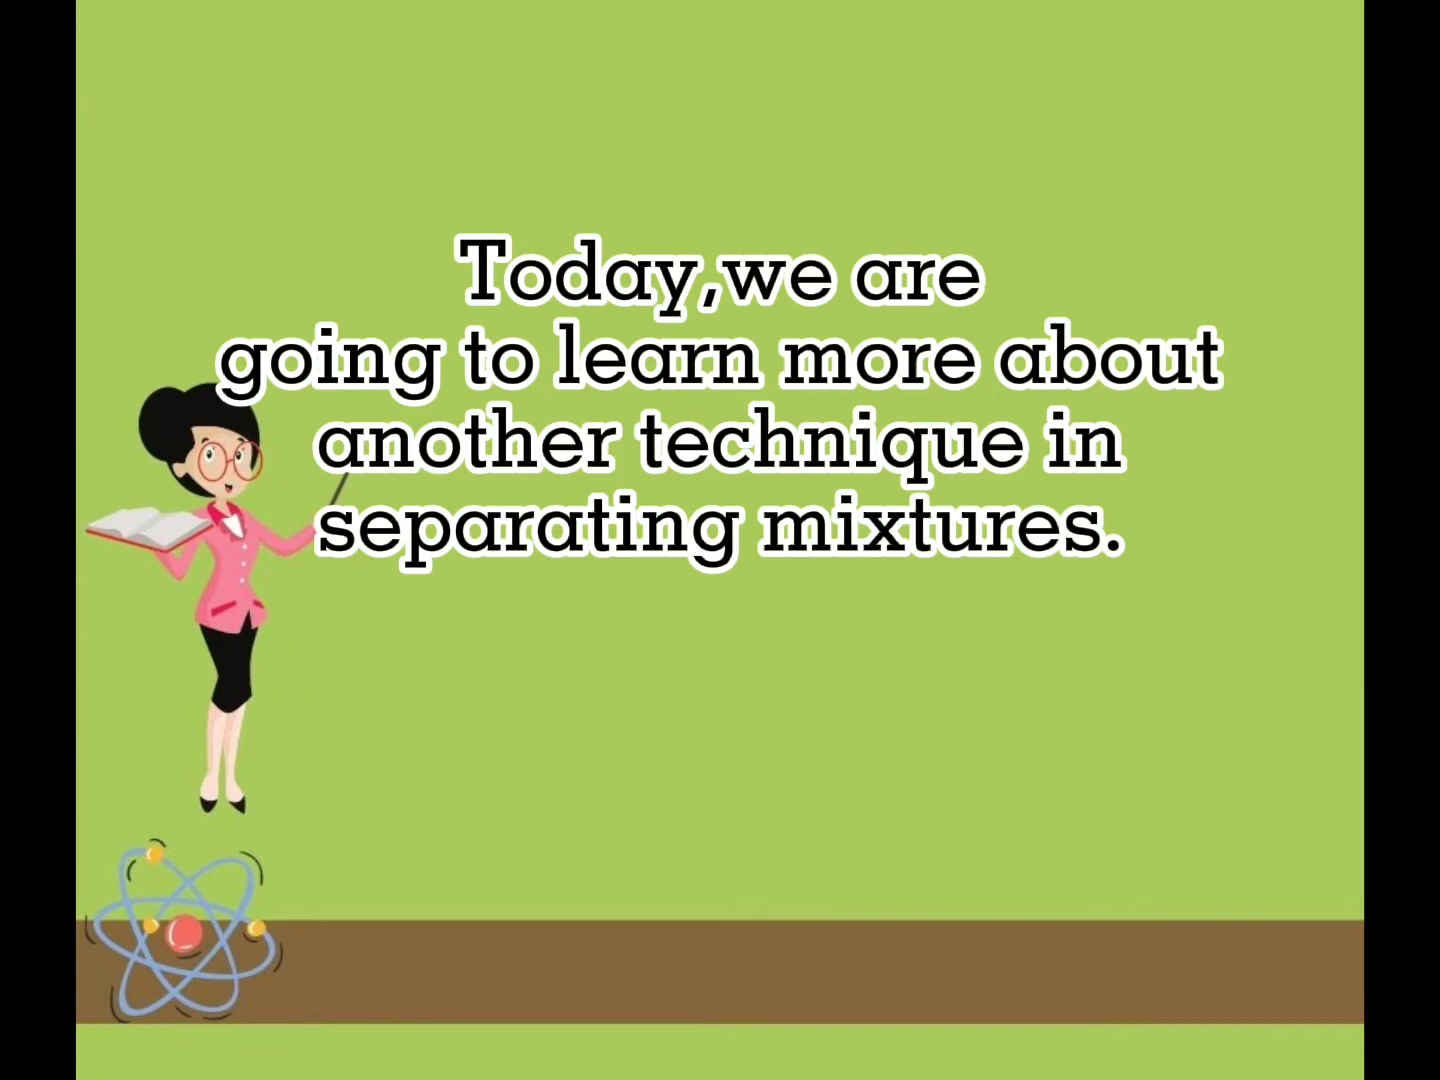 Today,we are
going to learn more about
another technique in
separating mixtures.